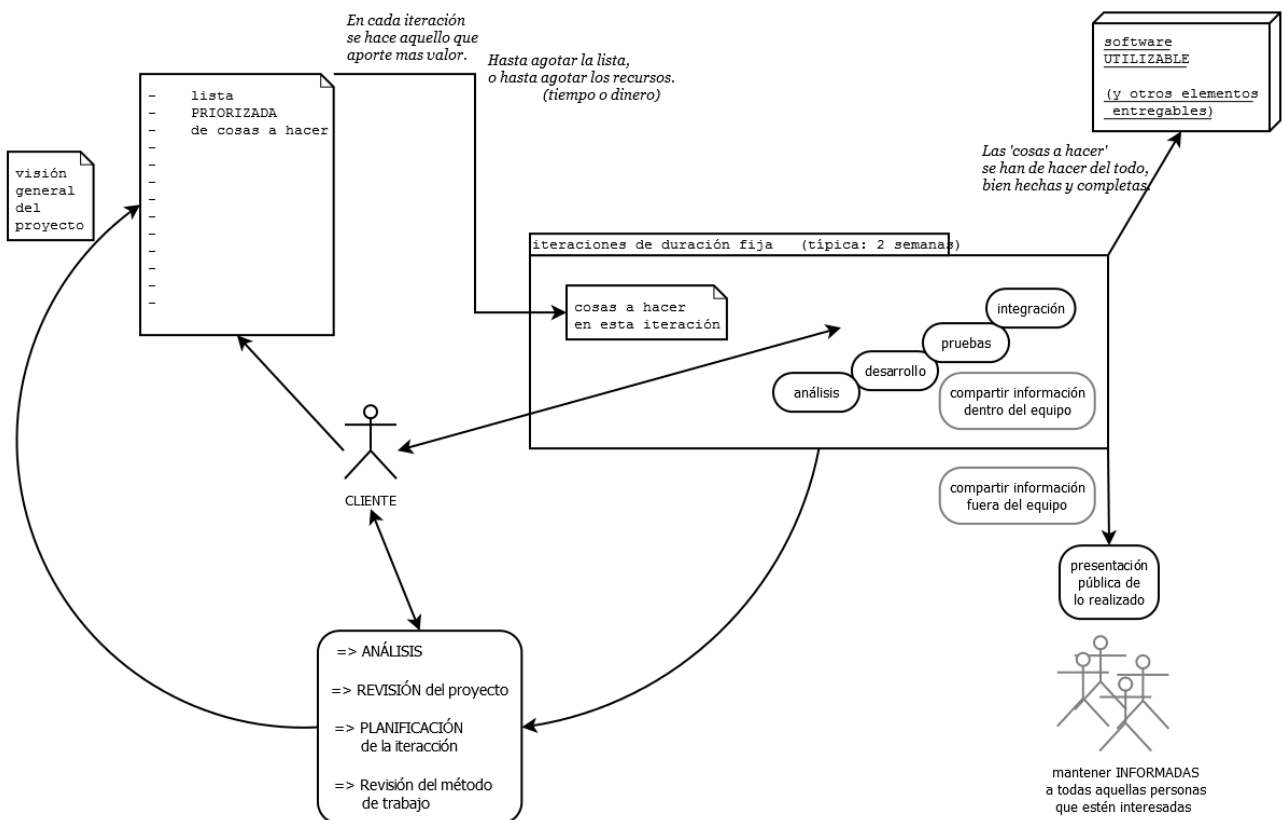 En cada iteración
se hace aquello que
aporte mas valor.
Hasta agotar la lista,
o hasta agotar los recursos.
(tiempo o dinero)
software
UTILIZABLE
(y otros elementos
entregables)
- lista
- PRIORIZADA
- de cosas a hacer
-
-
-
-
-
-
-
-
-
-
visión
general
del
proyecto
Las 'cosas a hacer'
se han de hacer del todo,
bien hechas y completas.
iteraciones de duración fija (típica: 2 semanas)
cosas a hacer
en esta iteración
integración
pruebas
desarrollo
análisis
compartir información
dentro del equipo
CLIENTE
compartir información
fuera del equipo
presentación
pública de
lo realizado
=> ANÁLISIS
=> REVISIÓN del proyecto
=> PLANIFICACIÓN
de la iteracción
=> Revisión del método
de trabajo
mantener INFORMADAS
a todas aquellas personas
que estén interesadas